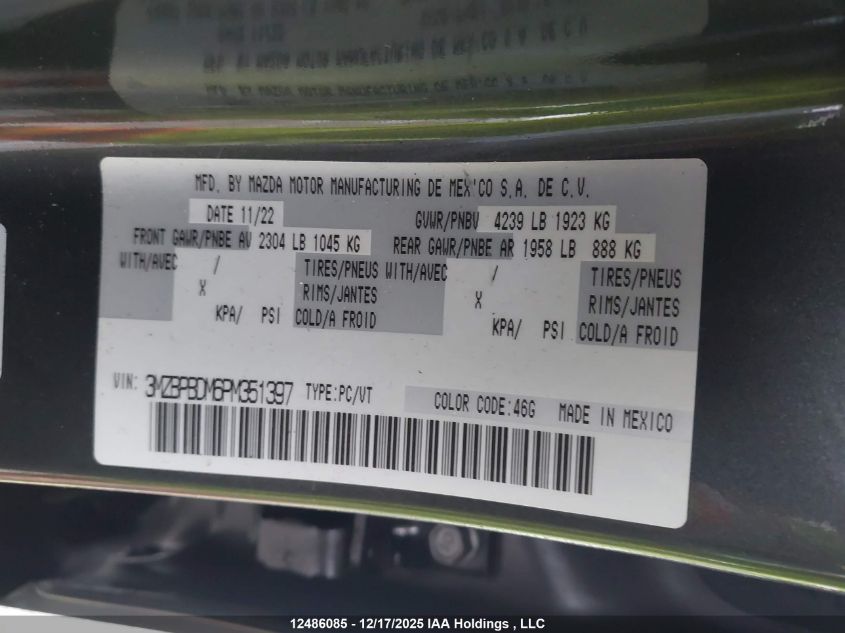 MFD. BY MAZDA MOTOR MANUFACTURING DE MEX'CO S.A. DE C.V.
DATE 11/22 GVWR/PNBV 4239 LB 1923 KG
FRONT GAWR/PNBE AV 2304 LB 1045 KG REAR GAWR/PNBE AR 1958 LB 888 KG
WITH/AVEC / TIRES/PNEUS WITH/AVEC / TIRES/PNEUS
X RIMS/JANTES X RIMS/JANTES
KPA/ PSI COLD/A FROID KPA/ PSI COLD/A FROID
VIN: 3MZBPBDM6PM351397 TYPE:PC/VT COLOR CODE:46G MADE IN MEXICO
12486085 - 12/17/2025 IAA Holdings , LLC